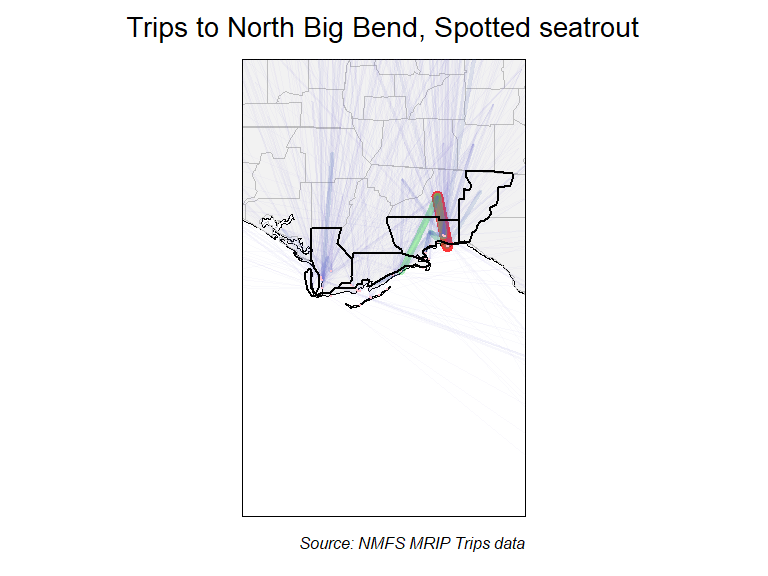 Trips to North Big Bend, Spotted seatrout
Source: NMFS MRIP Trips data